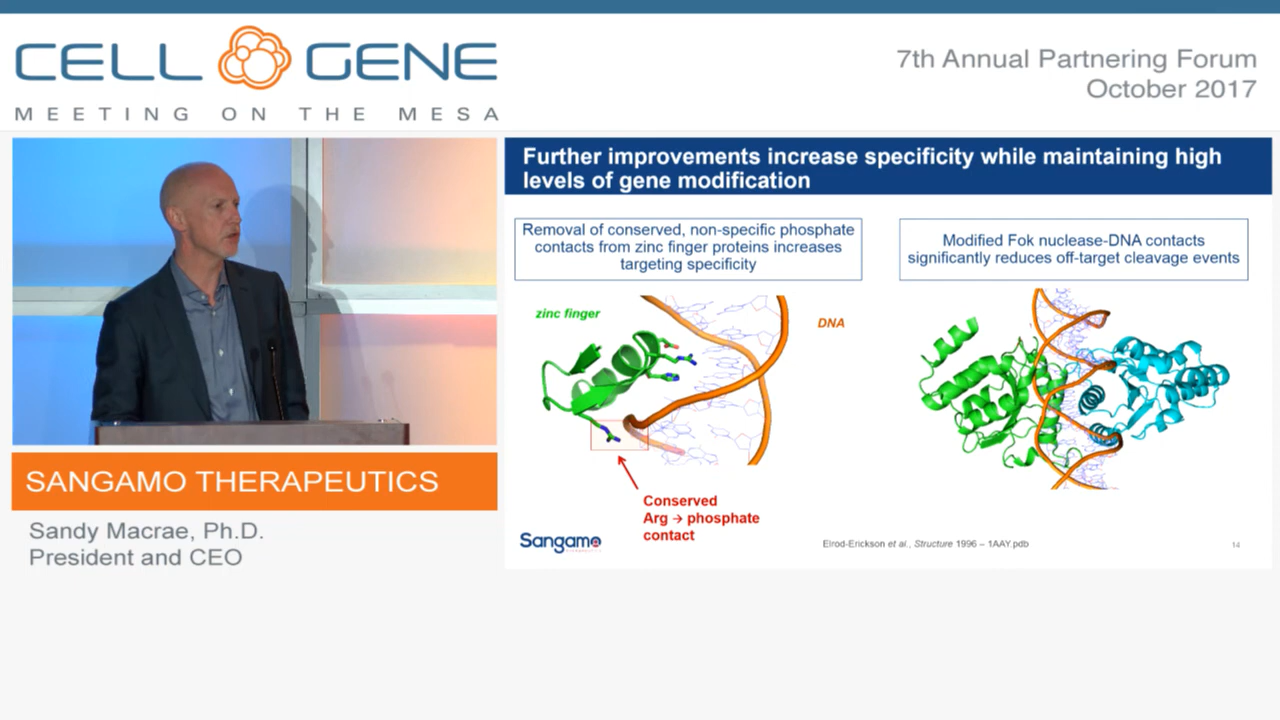 CELL GENE
MEETING ON THE MESA
7th Annual Partnering Forum
October 2017
Further improvements increase specificity while maintaining high
levels of gene modification
Removal of conserved, non-specific phosphate
contacts from zinc finger proteins increases
targeting specificity
Modified Fok nuclease-DNA contacts
significantly reduces off-target cleavage events
zinc finger
DNA
Conserved
Arg → phosphate
contact
Sangamo
Elrod-Erickson et al., Structure 1996 – 1AAY.pdb
14
SANGAMO THERAPEUTICS
Sandy Macrae, Ph.D.
President and CEO